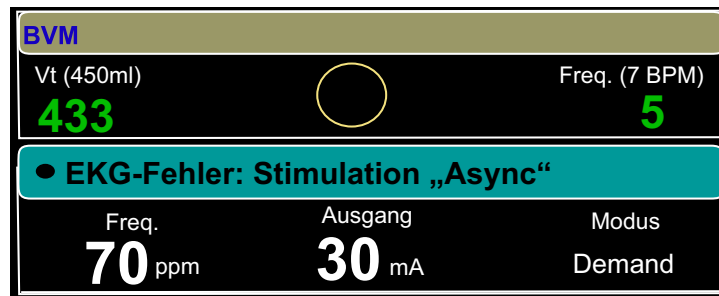 BVM
Vt (450ml) Freq. (7 BPM)
433 5
EKG-Fehler: Stimulation „Async“
Freq. Ausgang Modus
70 ppm 30 mA Demand